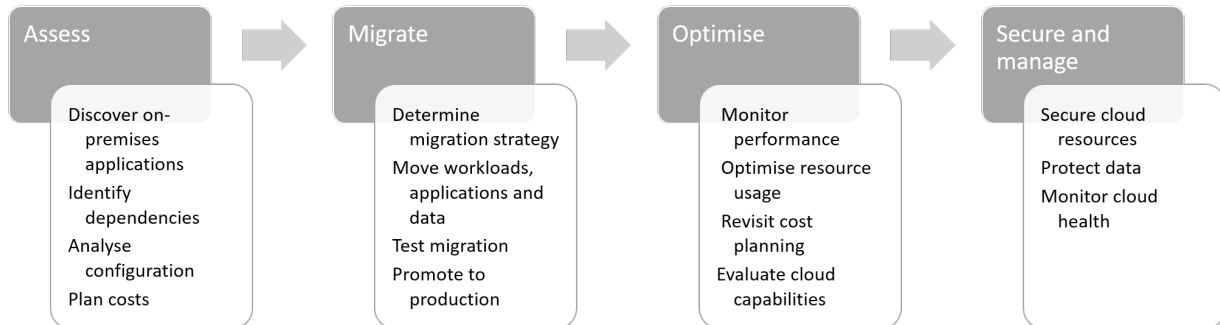 Assess
Discover on-
premises
applications
Identify
dependencies
Analyse
configuration
Plan costs
Migrate
Determine
migration strategy
Move workloads,
applications and
data
Test migration
Promote to
production
Optimise
Monitor
performance
Optimise resource
usage
Revisit cost
planning
Evaluate cloud
capabilities
Secure and
manage
Secure cloud
resources
Protect data
Monitor cloud
health